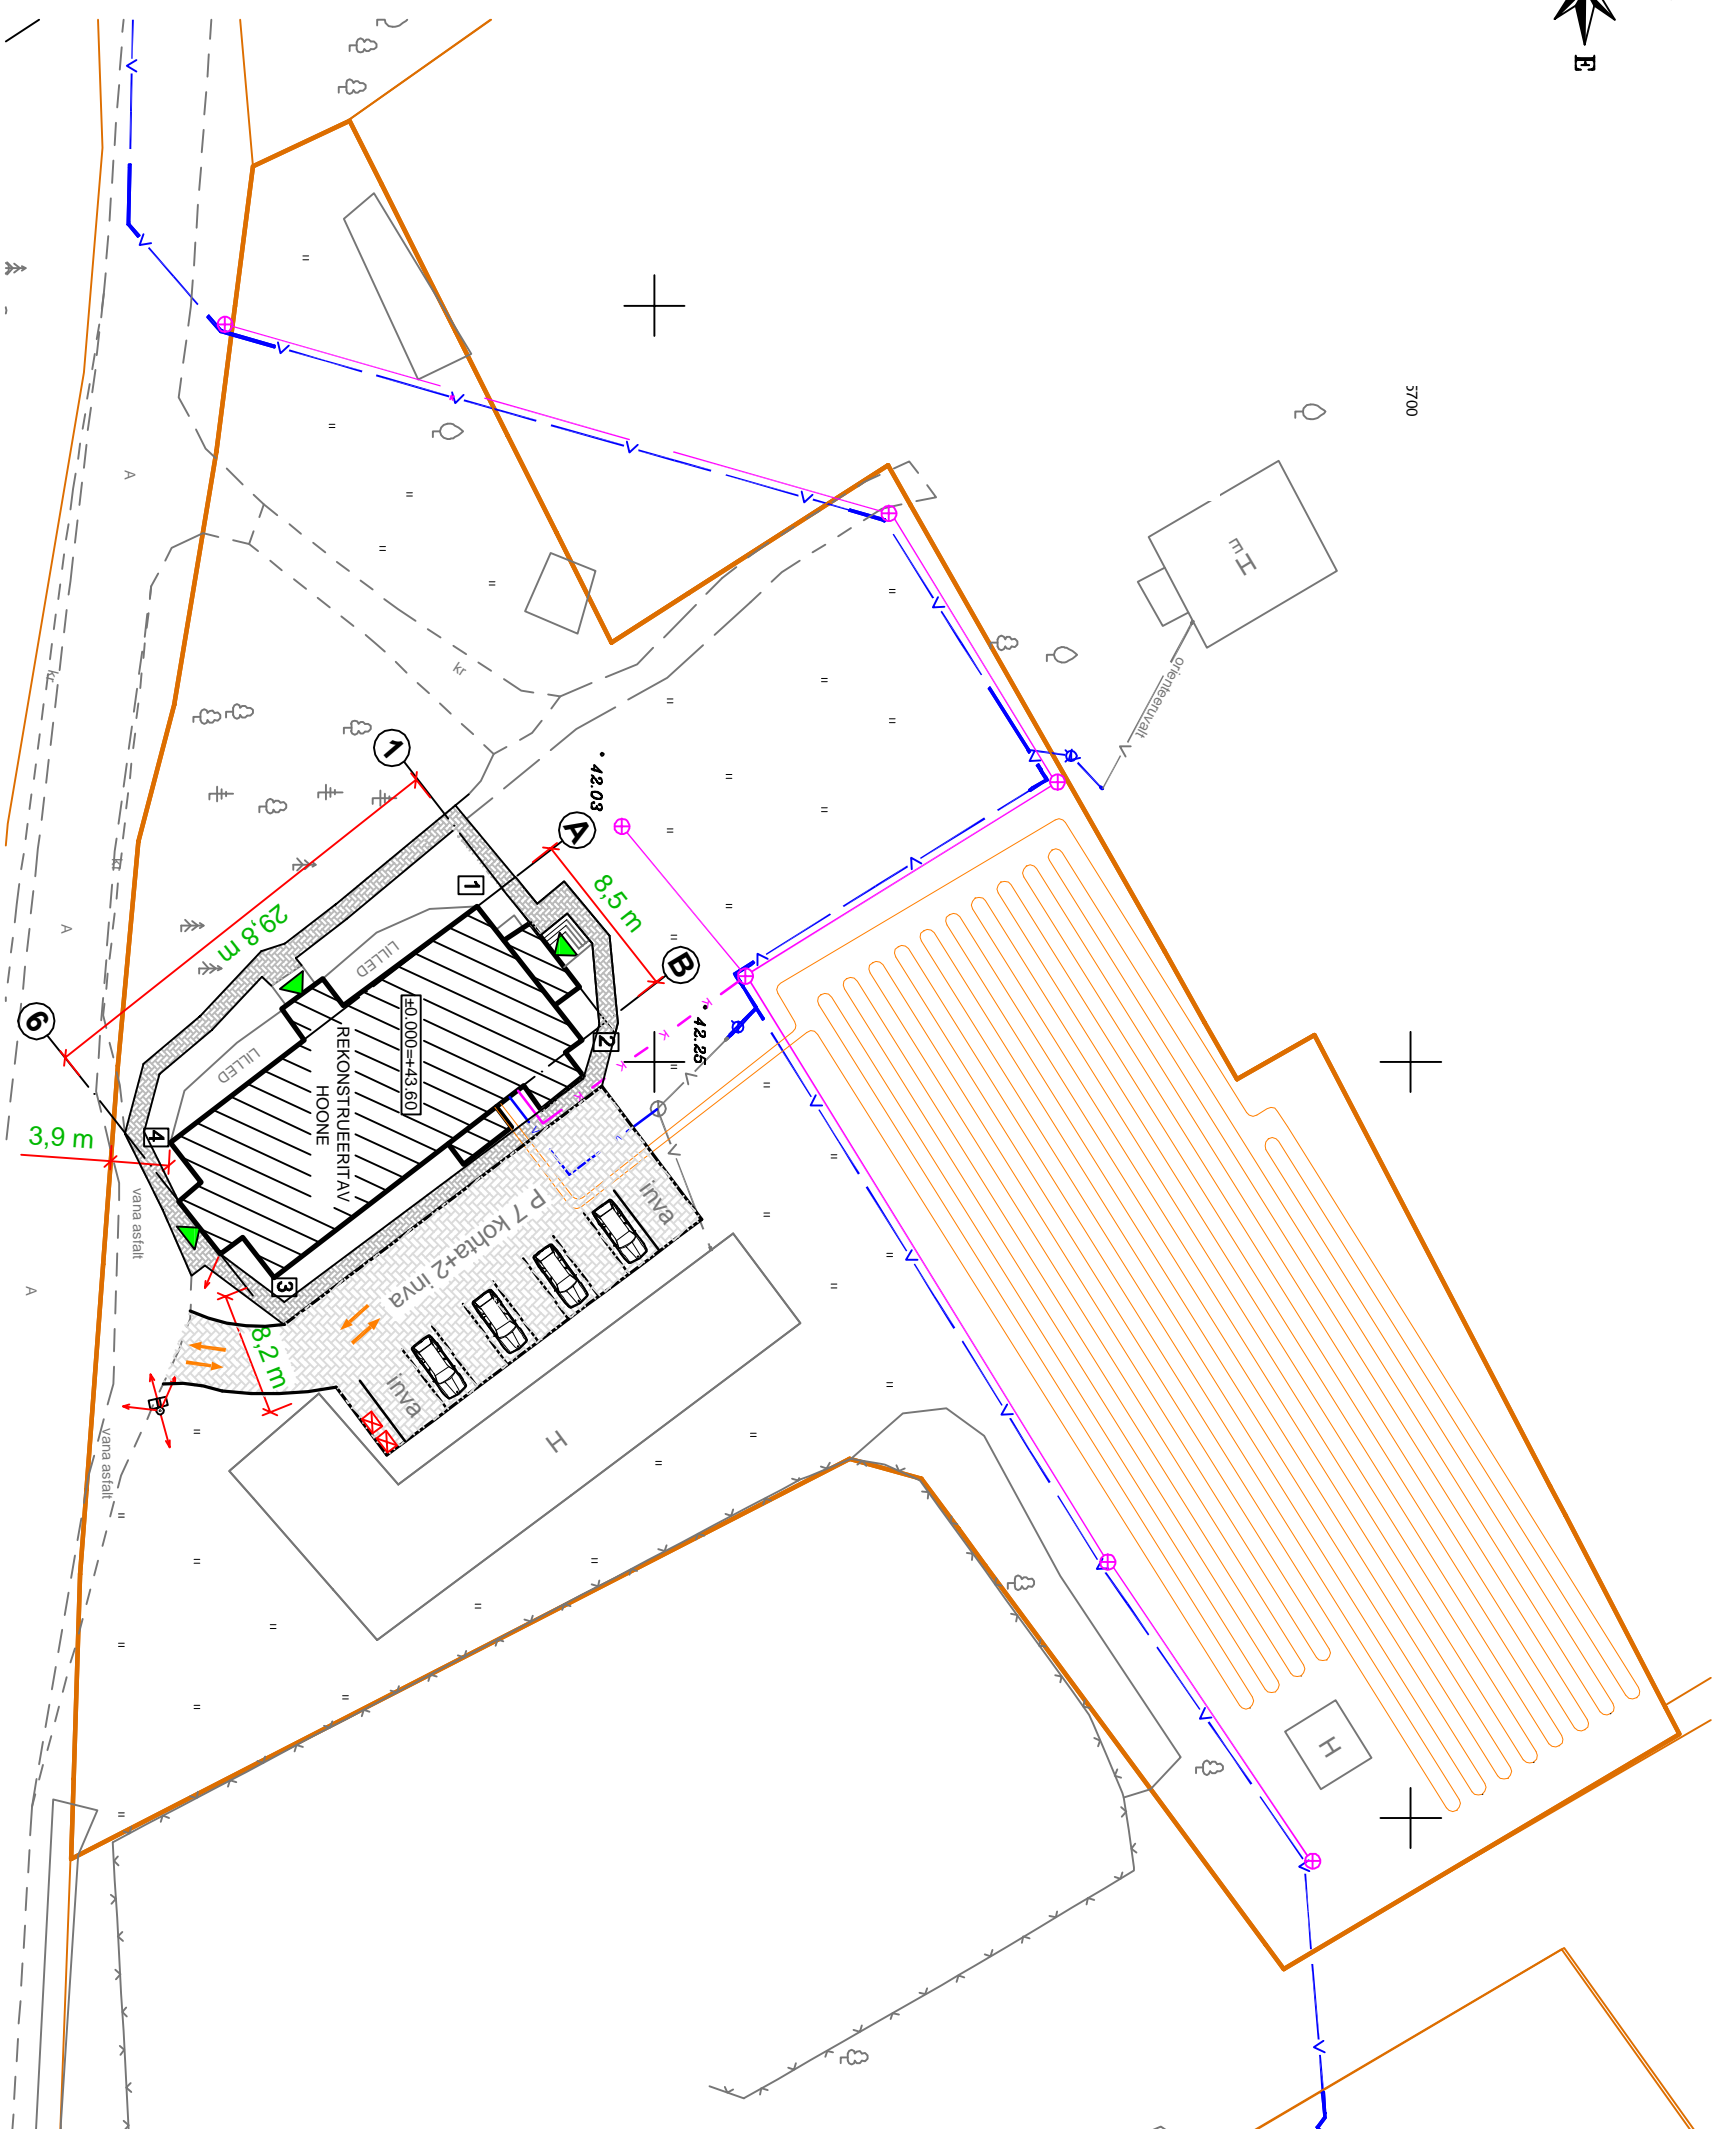 E
5700
H
E
orienteeruvalt
A
kr
kr
1
A
• 42.03
8,5 m
kr
1
B
A
29,8 m
LILLED
±0.000=+43.60
• 42.25
2
6
REKONSTRUEERITAV
HOONE
LILLED
4
3,9 m
vana asfalt
inva
P 7 kohta+2 inva
A
3
8,2 m
inva
H
vana asfalt
H